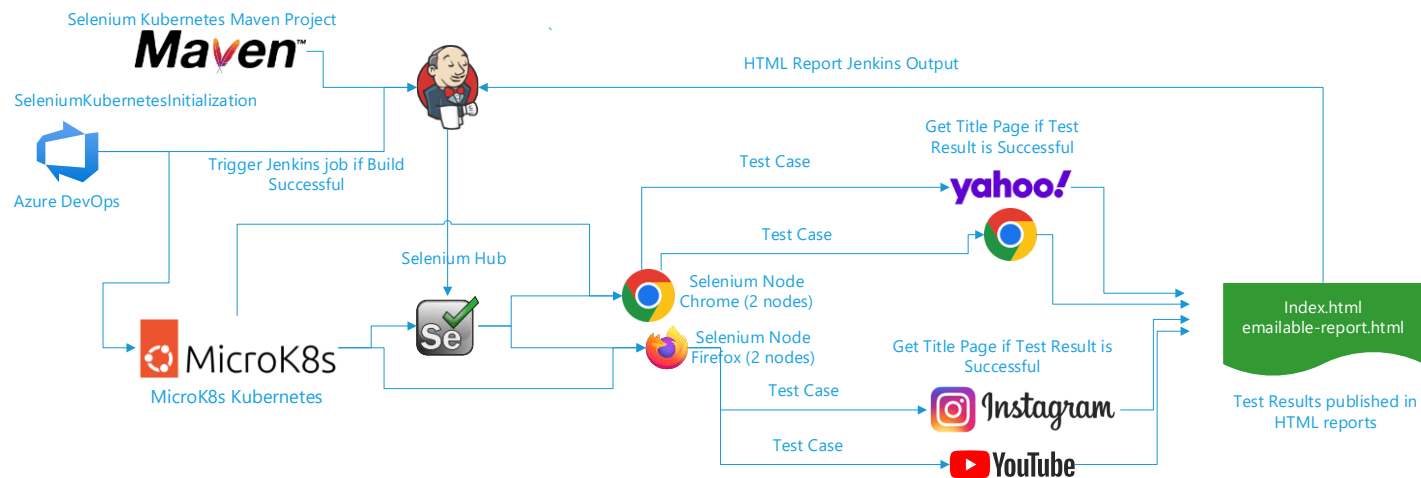 Selenium Kubernetes Maven Project
Maven™
SeleniumKubernetesInitialization
Azure DevOps
Trigger Jenkins job if Build
Successful
HTML Report Jenkins Output
Get Title Page if Test
Result is Successful
Test Case
yahoo!
Test Case
Selenium Hub
Se
Selenium Node
Chrome (2 nodes)
Selenium Node
Firefox (2 nodes)
MicroK8s
MicroK8s Kubernetes
Get Title Page if Test Result is
Successful
Test Case
Instagram
Test Case
YouTube
Index.html
emailable-report.html
Test Results published in
HTML reports